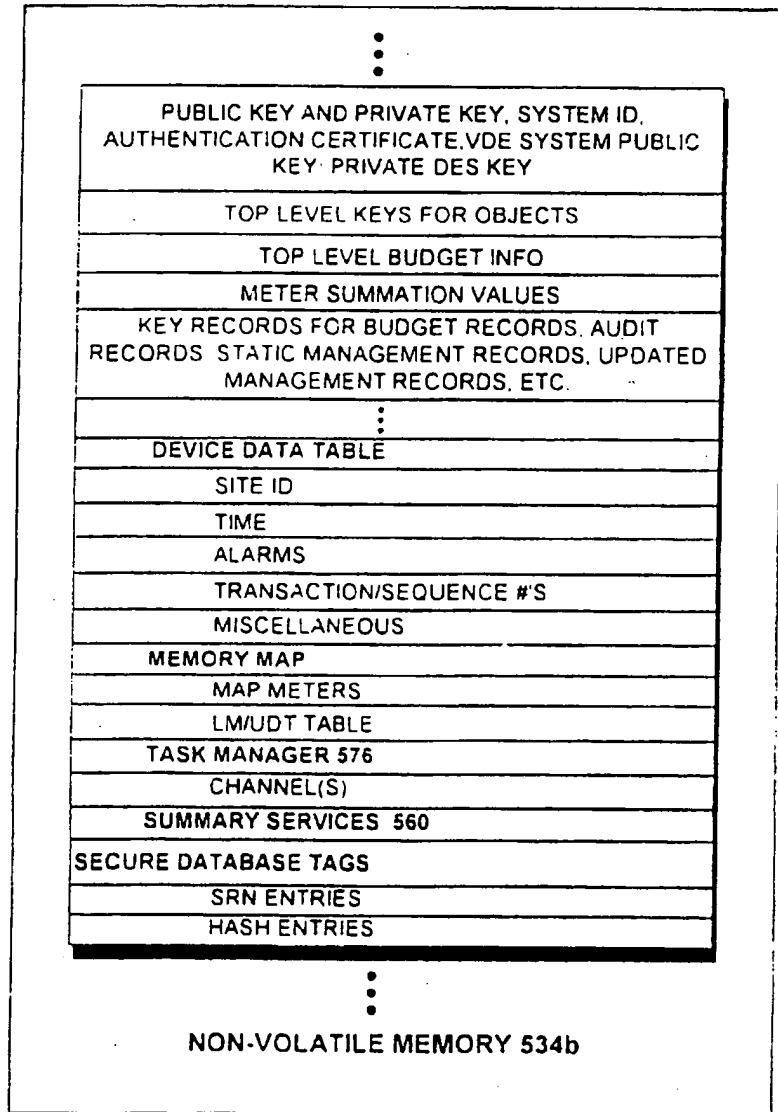 PUBLIC KEY AND PRIVATE KEY, SYSTEM ID,
AUTHENTICATION CERTIFICATE,VDE SYSTEM PUBLIC
KEY PRIVATE DES KEY
TOP LEVEL KEYS FOR OBJECTS
TOP LEVEL BUDGET INFO
METER SUMMATION VALUES
KEY RECORDS FOR BUDGET RECORDS, AUDIT
RECORDS STATIC MANAGEMENT RECORDS, UPDATED
MANAGEMENT RECORDS, ETC.
DEVICE DATA TABLE
SITE ID
TIME
ALARMS
TRANSACTION/SEQUENCE #'S
MISCELLANEOUS
MEMORY MAP
MAP METERS
LM/UDT TABLE
TASK MANAGER 576
CHANNEL(S)
SUMMARY SERVICES 560
SECURE DATABASE TAGS
SRN ENTRIES
HASH ENTRIES
NON-VOLATILE MEMORY 534b